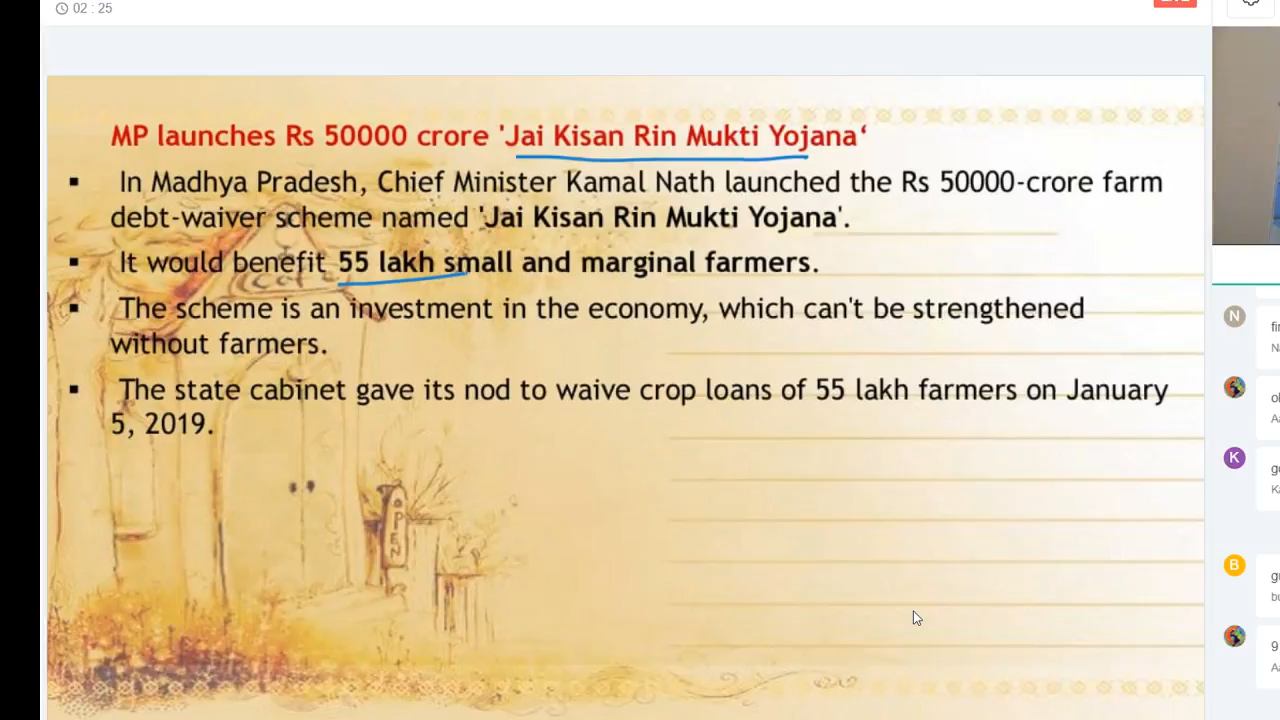 02 : 25
MP launches Rs 50000 crore 'Jai Kisan Rin Mukti Yojana‘
▪ In Madhya Pradesh, Chief Minister Kamal Nath launched the Rs 50000-crore farm
debt-waiver scheme named 'Jai Kisan Rin Mukti Yojana'.
▪ It would benefit 55 lakh small and marginal farmers.
▪ The scheme is an investment in the economy, which can't be strengthened
without farmers.
▪ The state cabinet gave its nod to waive crop loans of 55 lakh farmers on January
5, 2019.
OPEN
N
K
B
9